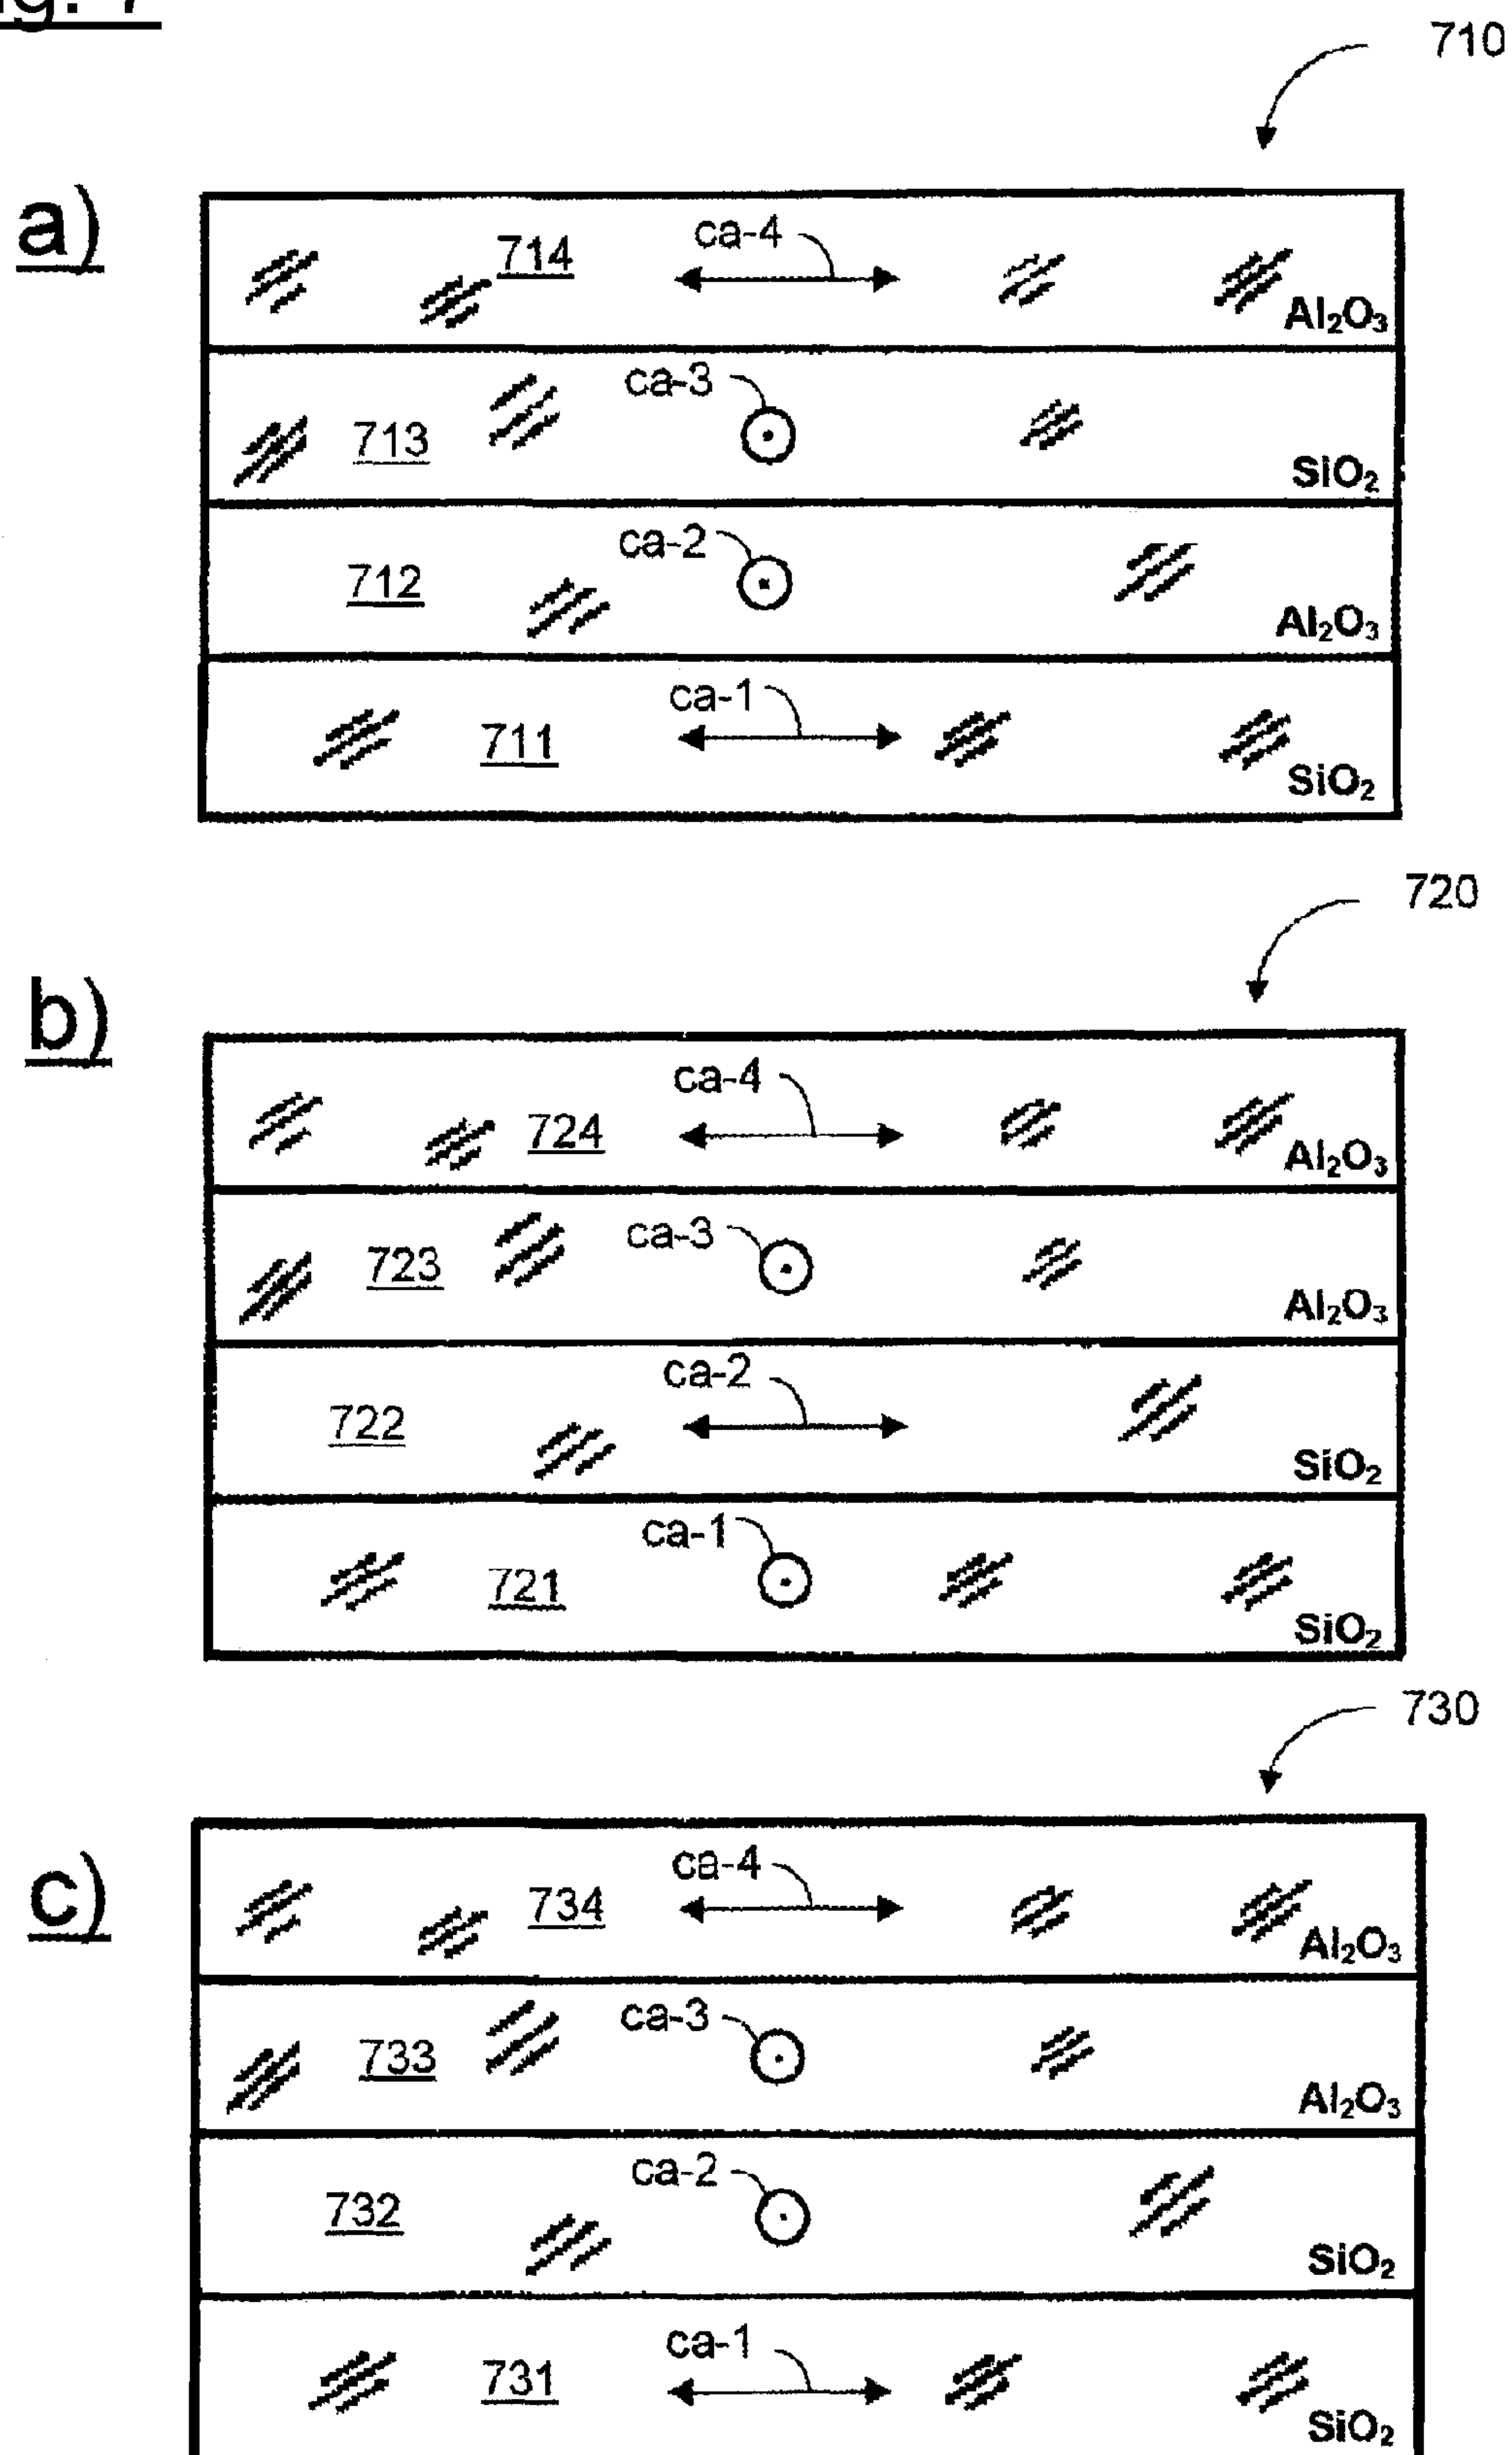 710
a)
714 ca-4 Al₂O₃
713 ca-3 SiO₂
712 ca-2 Al₂O₃
711 ca-1 SiO₂
720
b)
724 ca-4 Al₂O₃
723 ca-3 Al₂O₃
722 ca-2 SiO₂
721 ca-1 SiO₂
730
c)
734 ca-4 Al₂O₃
733 ca-3 Al₂O₃
732 ca-2 SiO₂
731 ca-1 SiO₂